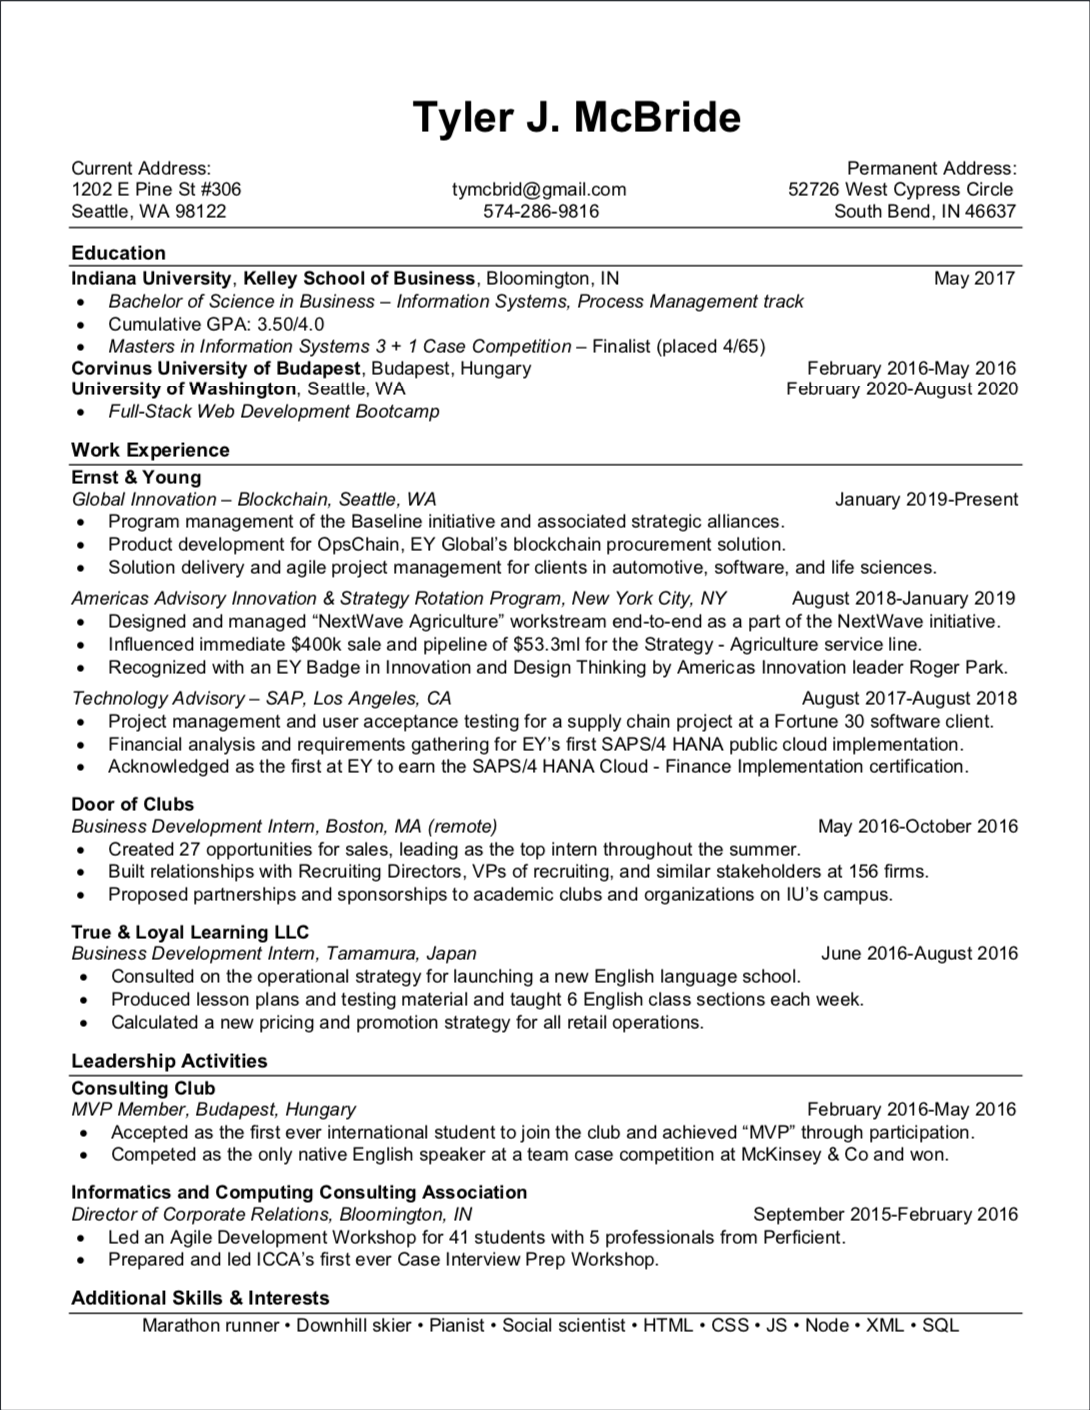 Tyler J. McBride
Current Address:
Permanent Address:
1202 E Pine St #306
tymcbrid@gmail.com
52726 West Cypress Circle
Seattle, WA 98122
574-286-9816
South Bend, IN 46637
Education
Indiana University, Kelley School of Business, Bloomington, IN May 2017
• Bachelor of Science in Business – Information Systems, Process Management track
• Cumulative GPA: 3.50/4.0
• Masters in Information Systems 3 + 1 Case Competition – Finalist (placed 4/65)
Corvinus University of Budapest, Budapest, Hungary February 2016-May 2016
University of Washington, Seattle, WA February 2020-August 2020
• Full-Stack Web Development Bootcamp
Work Experience
Ernst & Young
Global Innovation – Blockchain, Seattle, WA January 2019-Present
• Program management of the Baseline initiative and associated strategic alliances.
• Product development for OpsChain, EY Global’s blockchain procurement solution.
• Solution delivery and agile project management for clients in automotive, software, and life sciences.
Americas Advisory Innovation & Strategy Rotation Program, New York City, NY August 2018-January 2019
• Designed and managed “NextWave Agriculture” workstream end-to-end as a part of the NextWave initiative.
• Influenced immediate $400k sale and pipeline of $53.3ml for the Strategy - Agriculture service line.
• Recognized with an EY Badge in Innovation and Design Thinking by Americas Innovation leader Roger Park.
Technology Advisory – SAP, Los Angeles, CA August 2017-August 2018
• Project management and user acceptance testing for a supply chain project at a Fortune 30 software client.
• Financial analysis and requirements gathering for EY’s first SAPS/4 HANA public cloud implementation.
• Acknowledged as the first at EY to earn the SAPS/4 HANA Cloud - Finance Implementation certification.
Door of Clubs
Business Development Intern, Boston, MA (remote) May 2016-October 2016
• Created 27 opportunities for sales, leading as the top intern throughout the summer.
• Built relationships with Recruiting Directors, VPs of recruiting, and similar stakeholders at 156 firms.
• Proposed partnerships and sponsorships to academic clubs and organizations on IU’s campus.
True & Loyal Learning LLC
Business Development Intern, Tamamura, Japan June 2016-August 2016
• Consulted on the operational strategy for launching a new English language school.
• Produced lesson plans and testing material and taught 6 English class sections each week.
• Calculated a new pricing and promotion strategy for all retail operations.
Leadership Activities
Consulting Club
MVP Member, Budapest, Hungary February 2016-May 2016
• Accepted as the first ever international student to join the club and achieved “MVP” through participation.
• Competed as the only native English speaker at a team case competition at McKinsey & Co and won.
Informatics and Computing Consulting Association
Director of Corporate Relations, Bloomington, IN September 2015-February 2016
• Led an Agile Development Workshop for 41 students with 5 professionals from Perficient.
• Prepared and led ICCA’s first ever Case Interview Prep Workshop.
Additional Skills & Interests
Marathon runner • Downhill skier • Pianist • Social scientist • HTML • CSS • JS • Node • XML • SQL